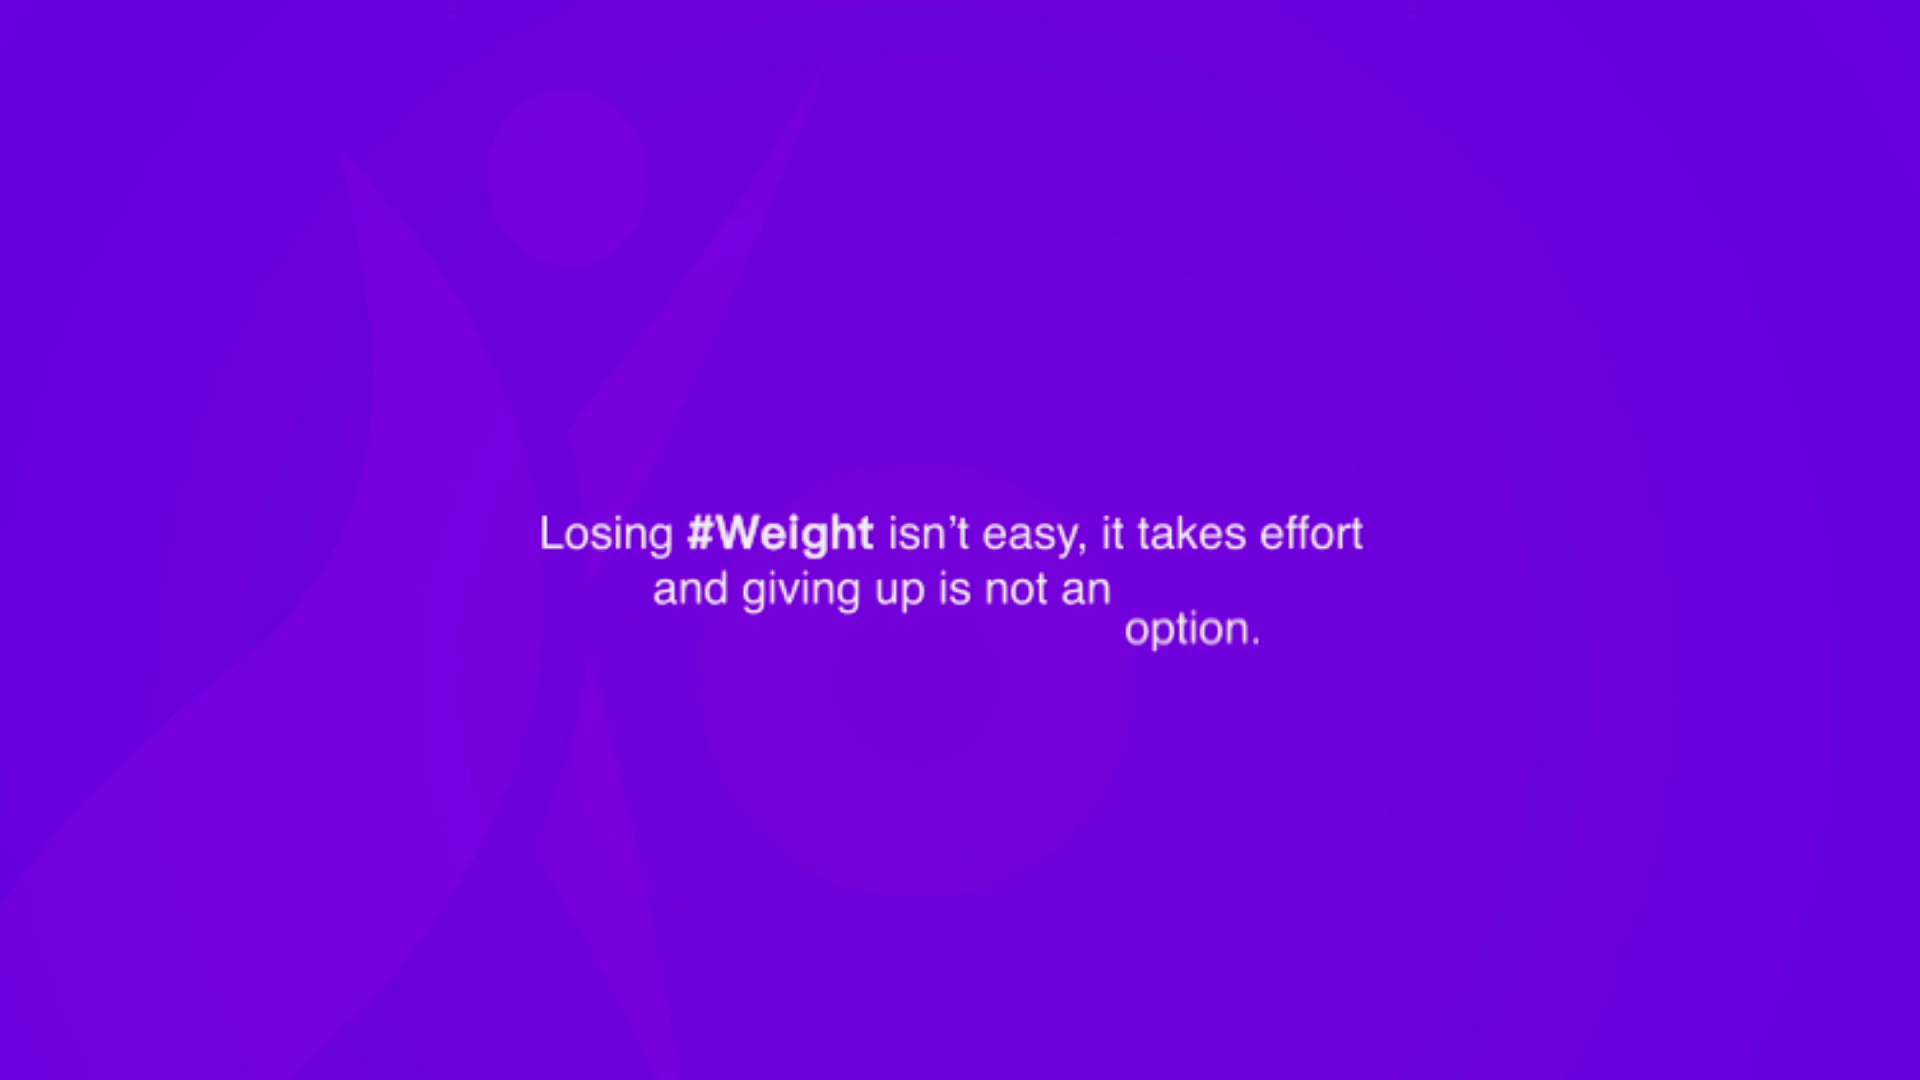 Losing #Weight isn’t easy, it takes effort
and giving up is not an
option.